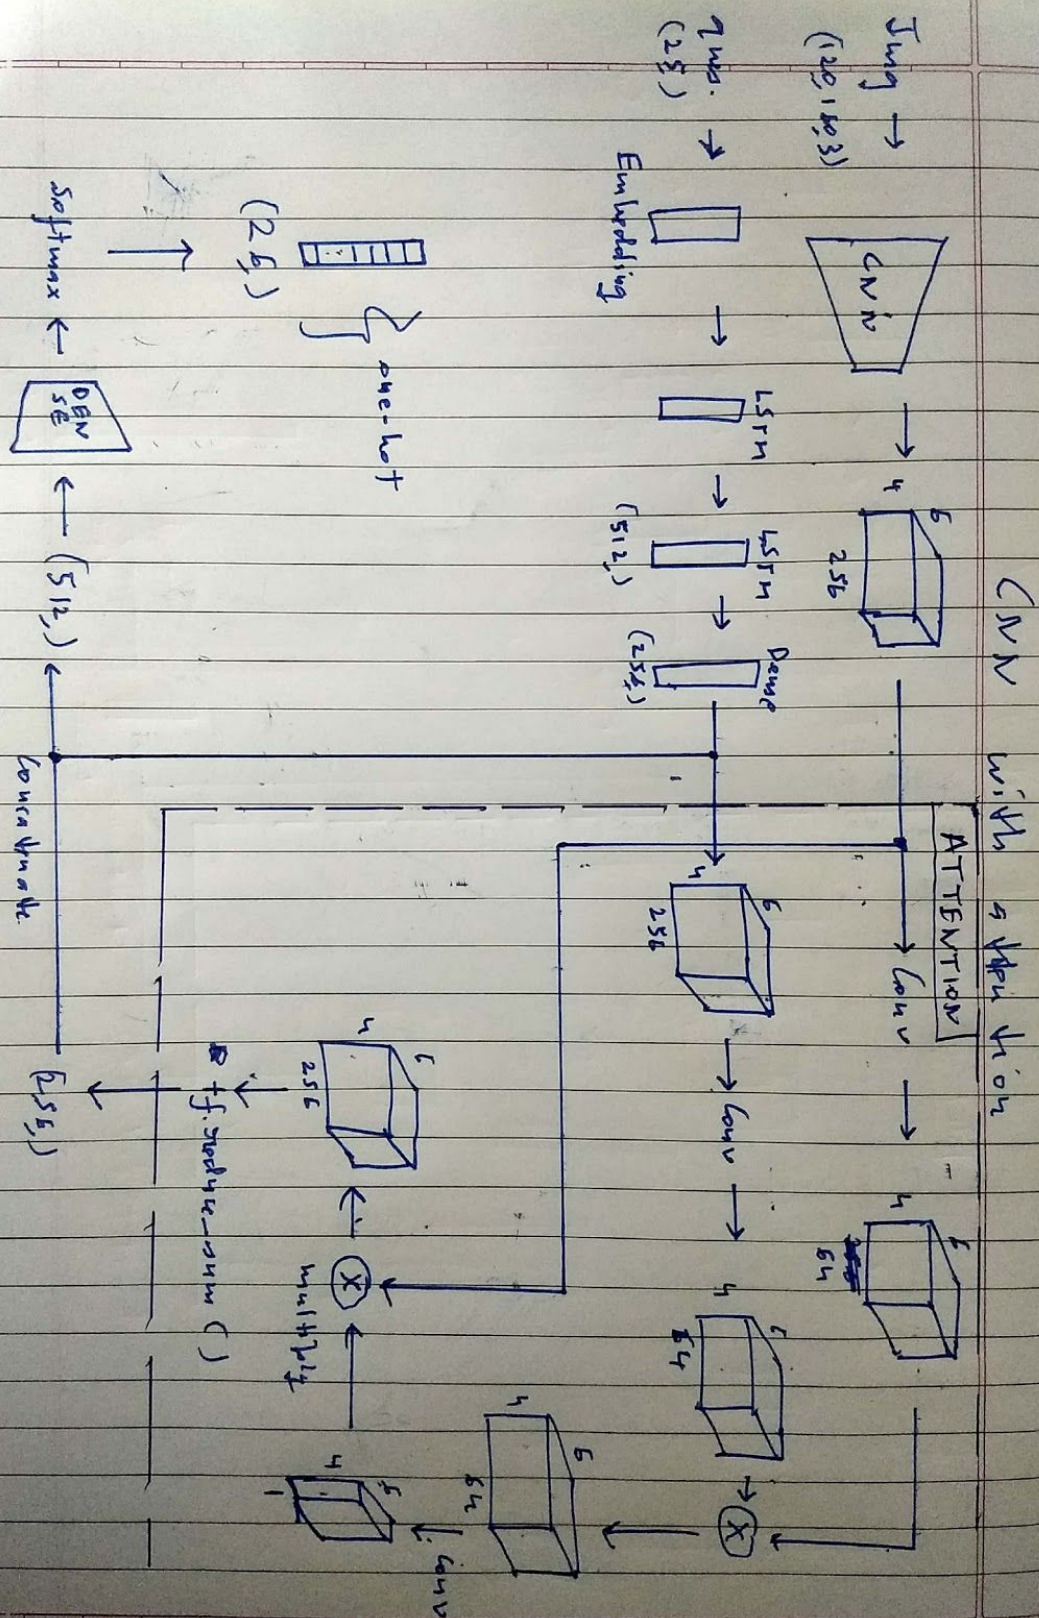 CNN with attention
Img →
(120,160,3)
CNN
4
6
256
ATTENTION
Conv
4
6
64
ques.
(25,)
Embedding
LSTM
LSTM
(512,)
Dense
(256,)
4
6
256
Conv
4
6
64
X
4
6
64
Conv
4
6
1
X
multiply
4
6
256
tf.reduce_sum ( )
(256,)
Concatenate
(512,)
DEN
SE
Softmax
(26,)
one-hot